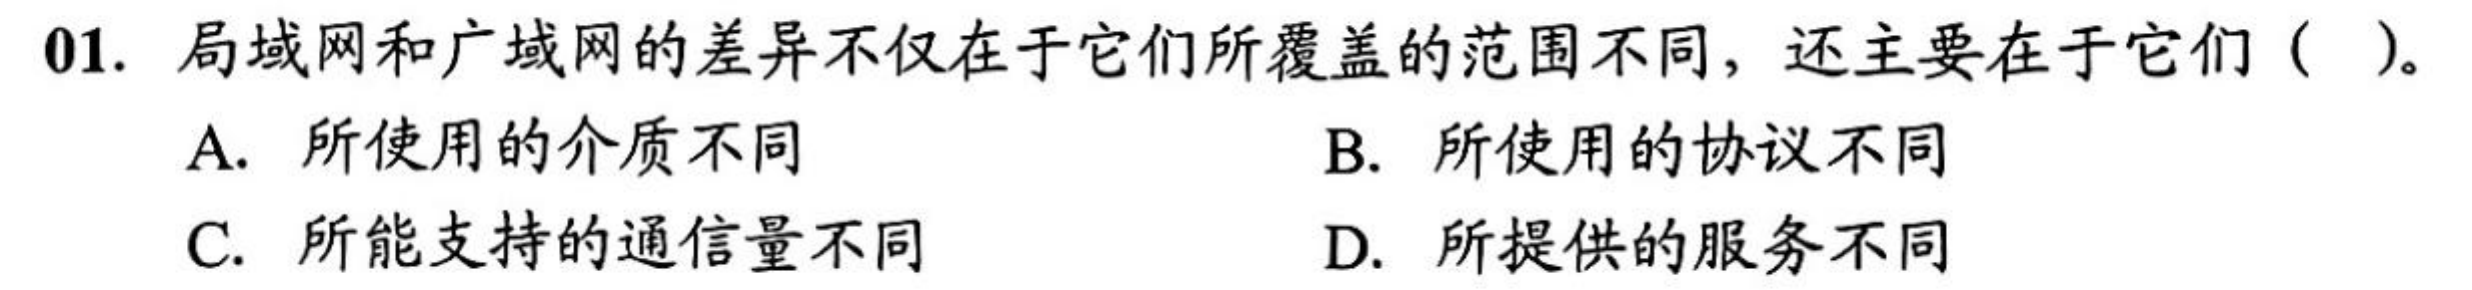 01. 局域网和广域网的差异不仅在于它们所覆盖的范围不同，还主要在于它们（ ）。
A. 所使用的介质不同 B. 所使用的协议不同
C. 所能支持的通信量不同 D. 所提供的服务不同